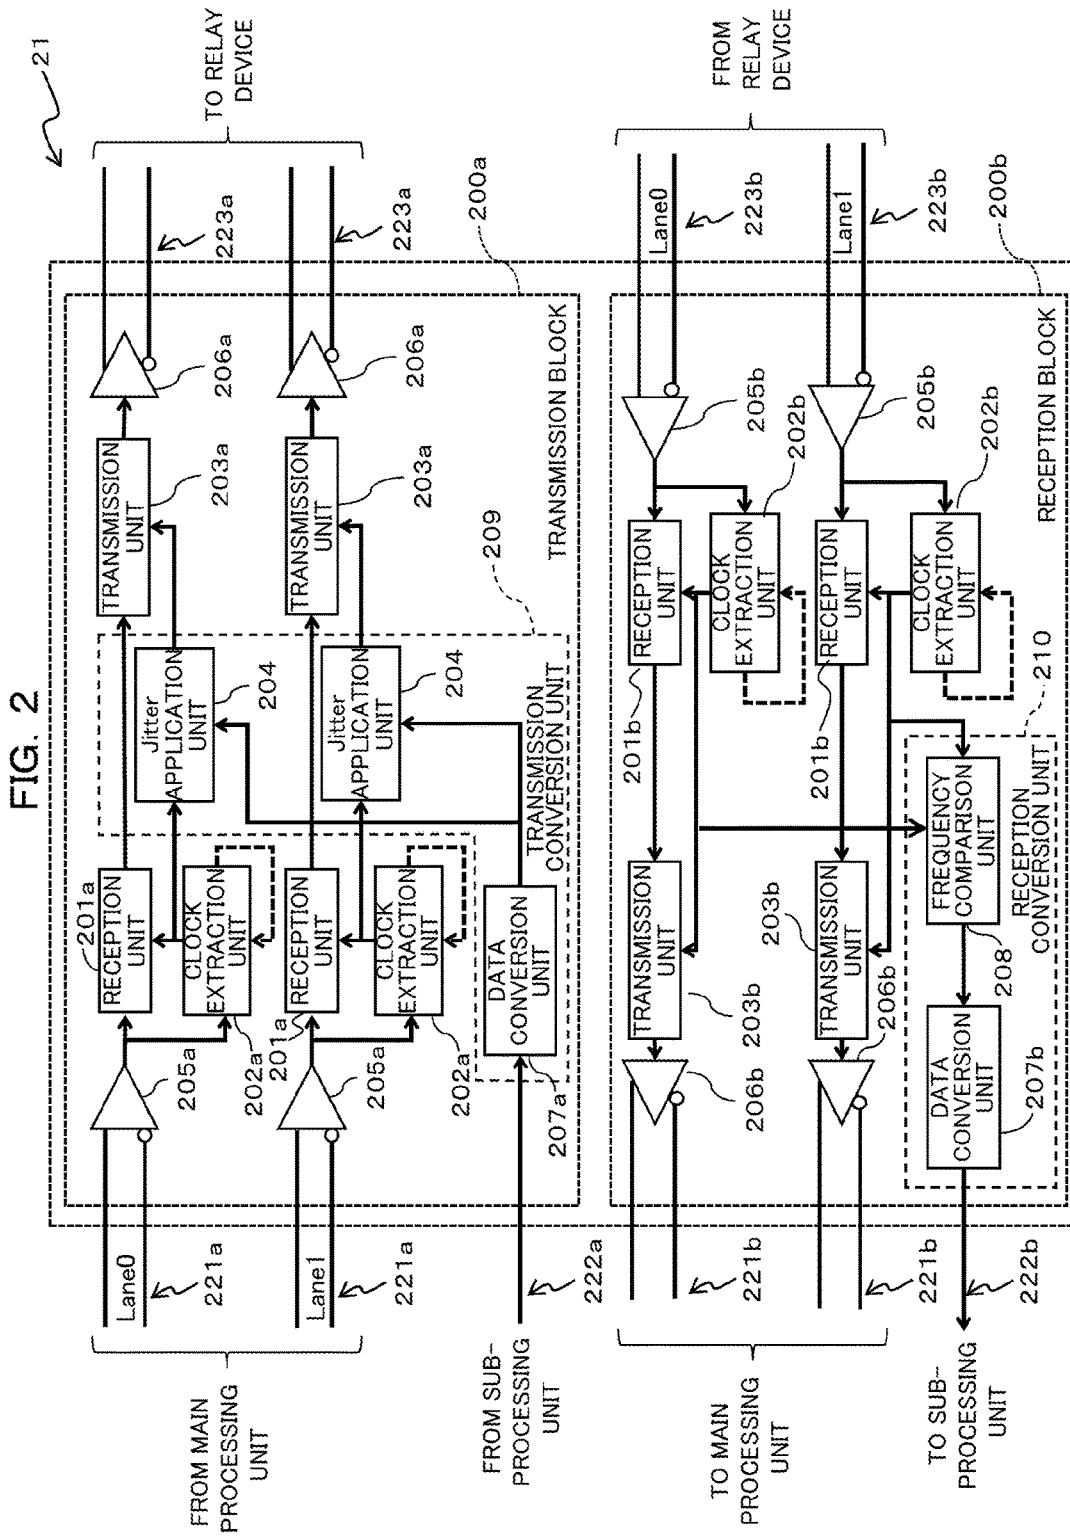 FIG. 2
21
FROM MAIN
PROCESSING
UNIT
Lane0
221a
Lane1
221a
FROM SUB-
PROCESSING
UNIT
222a
205a
205a
201a
RECEPTION
UNIT
CLOCK
EXTRACTION
UNIT
202a
201a
RECEPTION
UNIT
CLOCK
EXTRACTION
UNIT
202a
DATA
CONVERSION
UNIT
207a
Jitter
APPLICATION
UNIT
204
Jitter
APPLICATION
UNIT
204
TRANSMISSION
CONVERSION UNIT
209
TRANSMISSION
UNIT
203a
TRANSMISSION
UNIT
203a
206a
206a
TRANSMISSION BLOCK
200a
223a
223a
TO RELAY
DEVICE
TO MAIN
PROCESSING
UNIT
221b
221b
TO SUB-
PROCESSING
UNIT
222b
206b
206b
TRANSMISSION
UNIT
203b
TRANSMISSION
UNIT
203b
DATA
CONVERSION
UNIT
207b
FREQUENCY
COMPARISON
UNIT
208
RECEPTION
CONVERSION UNIT
210
RECEPTION
UNIT
201b
CLOCK
EXTRACTION
UNIT
202b
RECEPTION
UNIT
201b
CLOCK
EXTRACTION
UNIT
202b
205b
205b
RECEPTION BLOCK
200b
Lane0
223b
Lane1
223b
FROM
RELAY
DEVICE